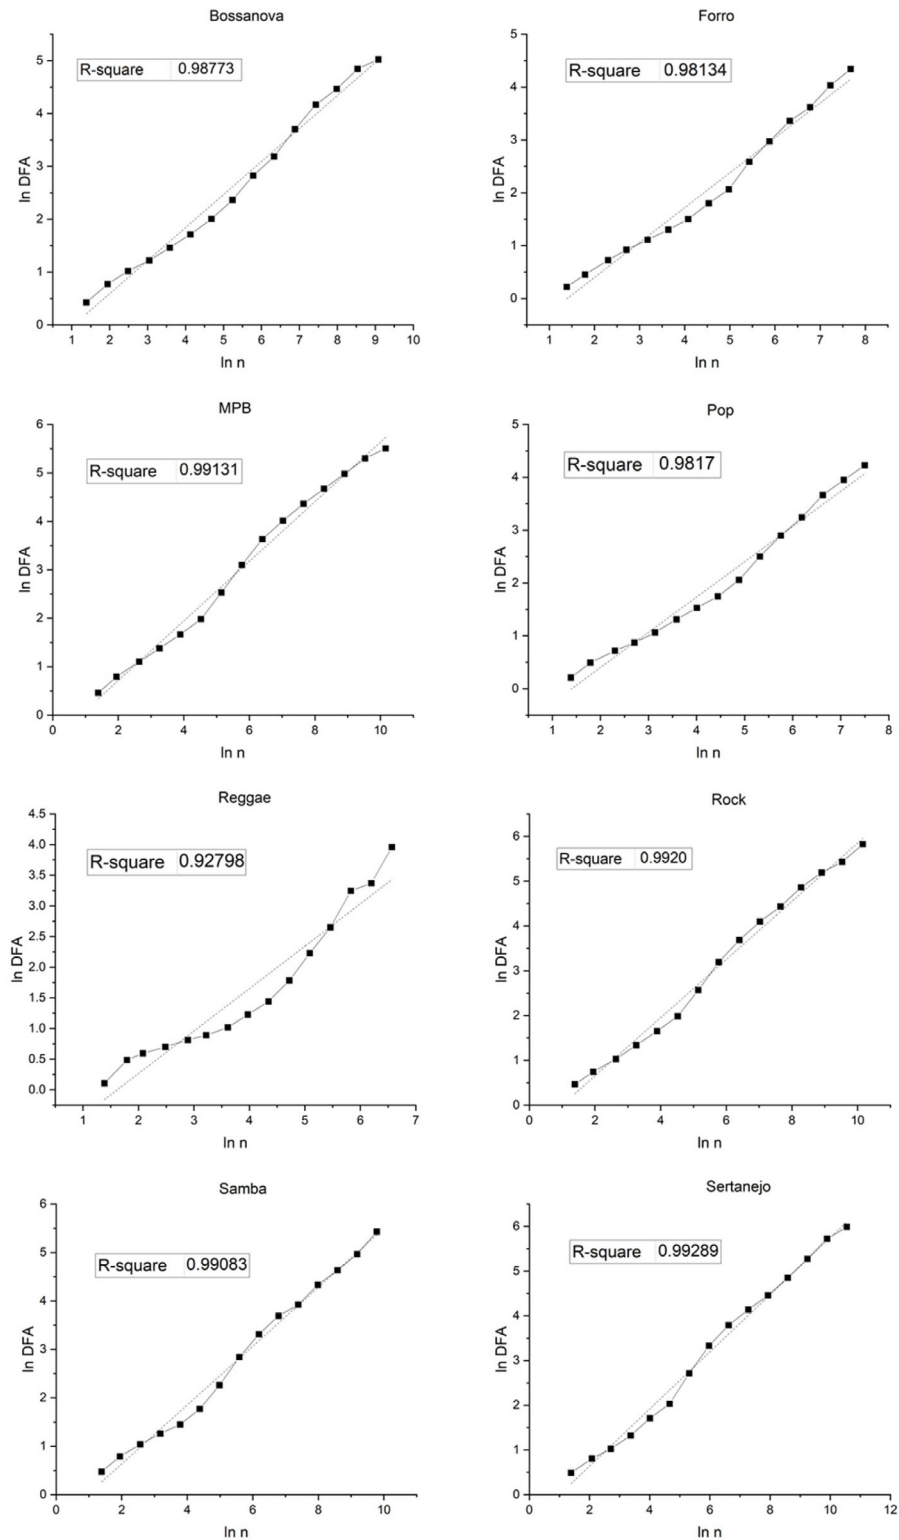 Bossanova
R-square 0.98773
5
4
3
2
1
0
ln DFA
1 2 3 4 5 6 7 8 9 10
ln n
Forro
R-square 0.98134
5
4
3
2
1
0
ln DFA
1 2 3 4 5 6 7 8
ln n
MPB
R-square 0.99131
6
5
4
3
2
1
0
ln DFA
0 2 4 6 8 10
ln n
Pop
R-square 0.9817
5
4
3
2
1
0
ln DFA
1 2 3 4 5 6 7 8
ln n
Reggae
R-square 0.92798
4.5
4.0
3.5
3.0
2.5
2.0
1.5
1.0
0.5
0.0
ln DFA
1 2 3 4 5 6 7
ln n
Rock
R-square 0.9920
6
5
4
3
2
1
0
ln DFA
0 2 4 6 8 10
ln n
Samba
R-square 0.99083
6
5
4
3
2
1
0
ln DFA
0 2 4 6 8 10
ln n
Sertanejo
R-square 0.99289
6
5
4
3
2
1
0
ln DFA
0 2 4 6 8 10 12
ln n